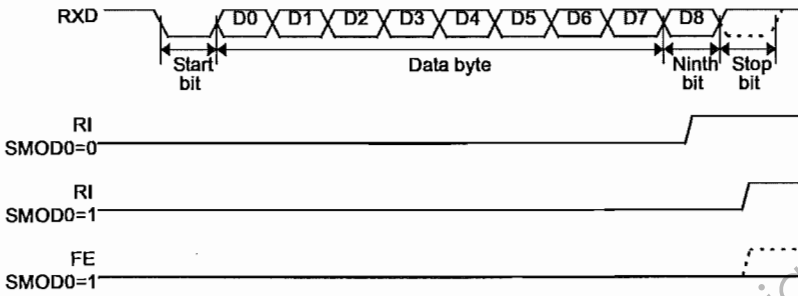 RXD D0 D1 D2 D3 D4 D5 D6 D7 D8
Start bit Data byte Ninth bit Stop bit
RI
SMOD0=0
RI
SMOD0=1
FE
SMOD0=1